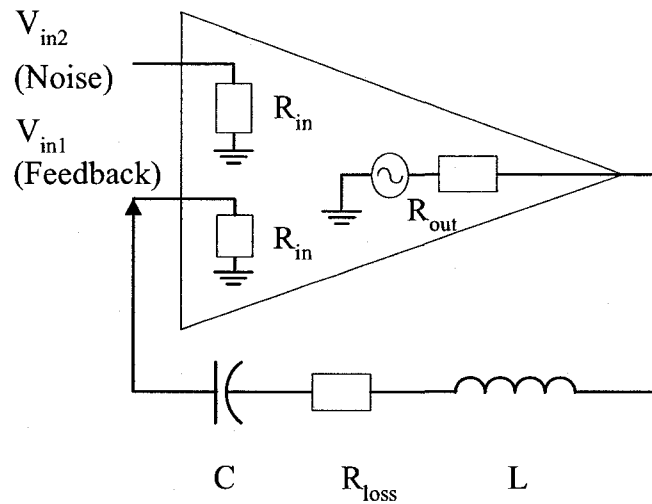 V_in2
(Noise)
R_in
V_in1
(Feedback)
R_out
R_in
C
R_loss
L